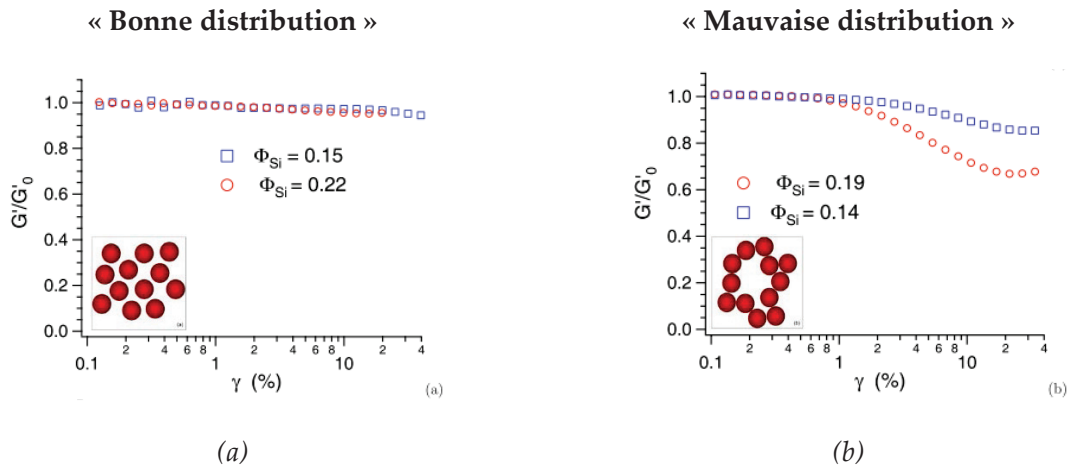 « Bonne distribution »
« Mauvaise distribution »
1.0
0.8
0.6
0.4
0.2
0.0
G'/G'0
ΦSi = 0.15
ΦSi = 0.22
(a)
0.1 2 4 6 8 1 2 4 6 8 10 2 4
γ (%)
(a)
1.0
0.8
0.6
0.4
0.2
0.0
G'/G'0
ΦSi = 0.19
ΦSi = 0.14
(b)
0.1 2 4 6 8 1 2 4 6 8 10 2 4
γ (%)
(b)
(a)
(b)